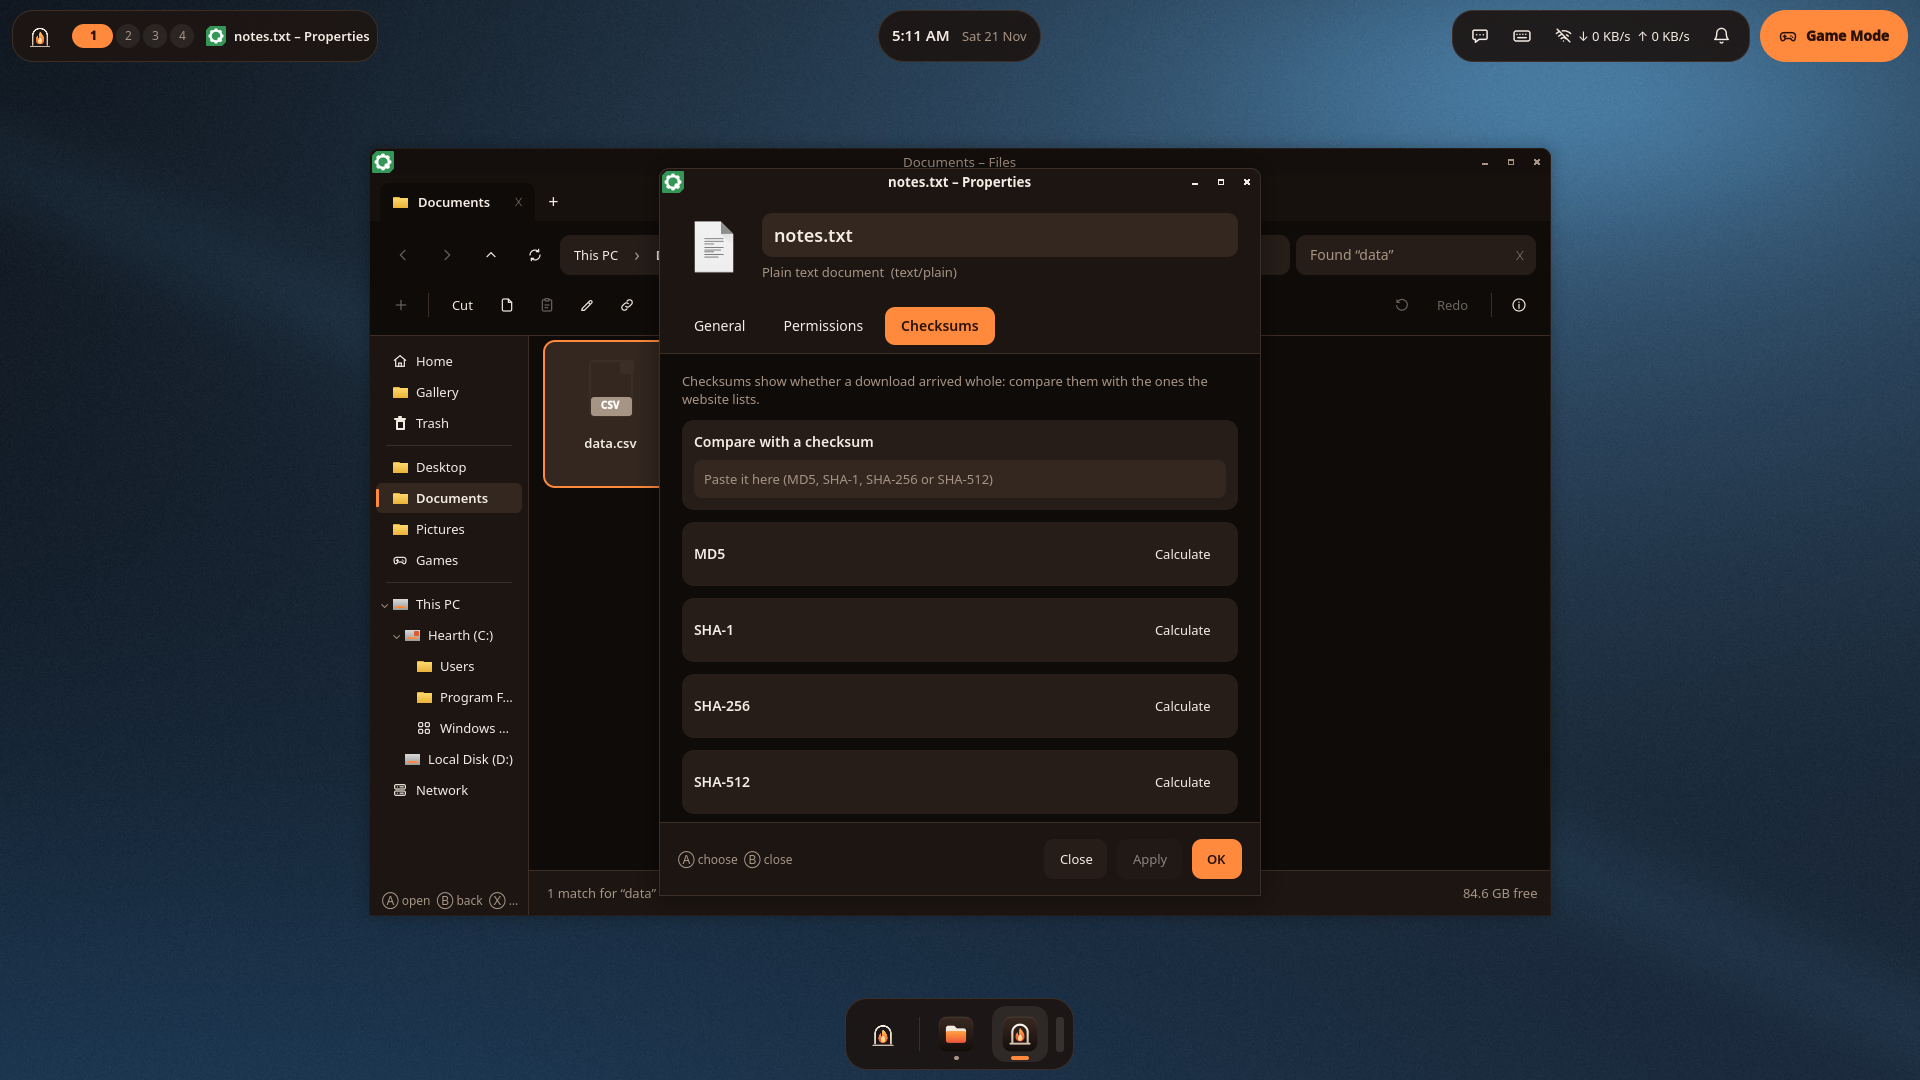 1 2 3 4 notes.txt – Properties
5:11 AM Sat 21 Nov
↓ 0 KB/s ↑ 0 KB/s
Game Mode
Documents – Files
Documents X +
This PC ›
Found “data” X
Cut
Redo
Home
Gallery
Trash
Desktop
Documents
Pictures
Games
This PC
Hearth (C:)
Users
Program F...
Windows ...
Local Disk (D:)
Network
A open B back X ...
CSV
data.csv
1 match for “data”
84.6 GB free
notes.txt – Properties
notes.txt
Plain text document (text/plain)
General Permissions Checksums
Checksums show whether a download arrived whole: compare them with the ones the
website lists.
Compare with a checksum
Paste it here (MD5, SHA-1, SHA-256 or SHA-512)
MD5 Calculate
SHA-1 Calculate
SHA-256 Calculate
SHA-512 Calculate
A choose B close
Close Apply OK